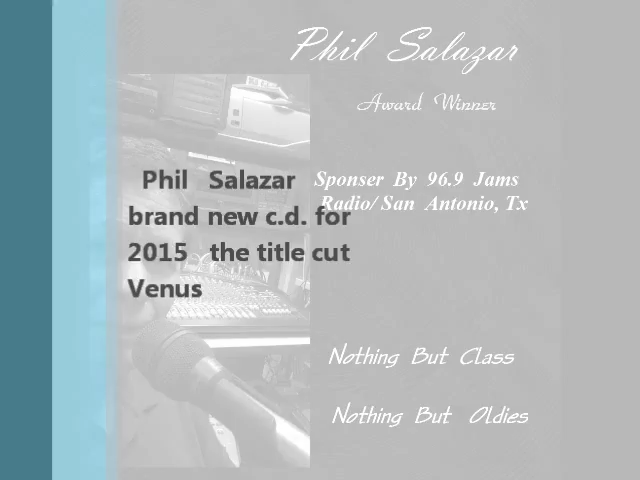 Phil Salazar
Award Winner
Sponser By 96.9 Jams
Radio/ San Antonio, Tx
Phil Salazar
brand new c.d. for
2015 the title cut
Venus
Nothing But Class
Nothing But Oldies